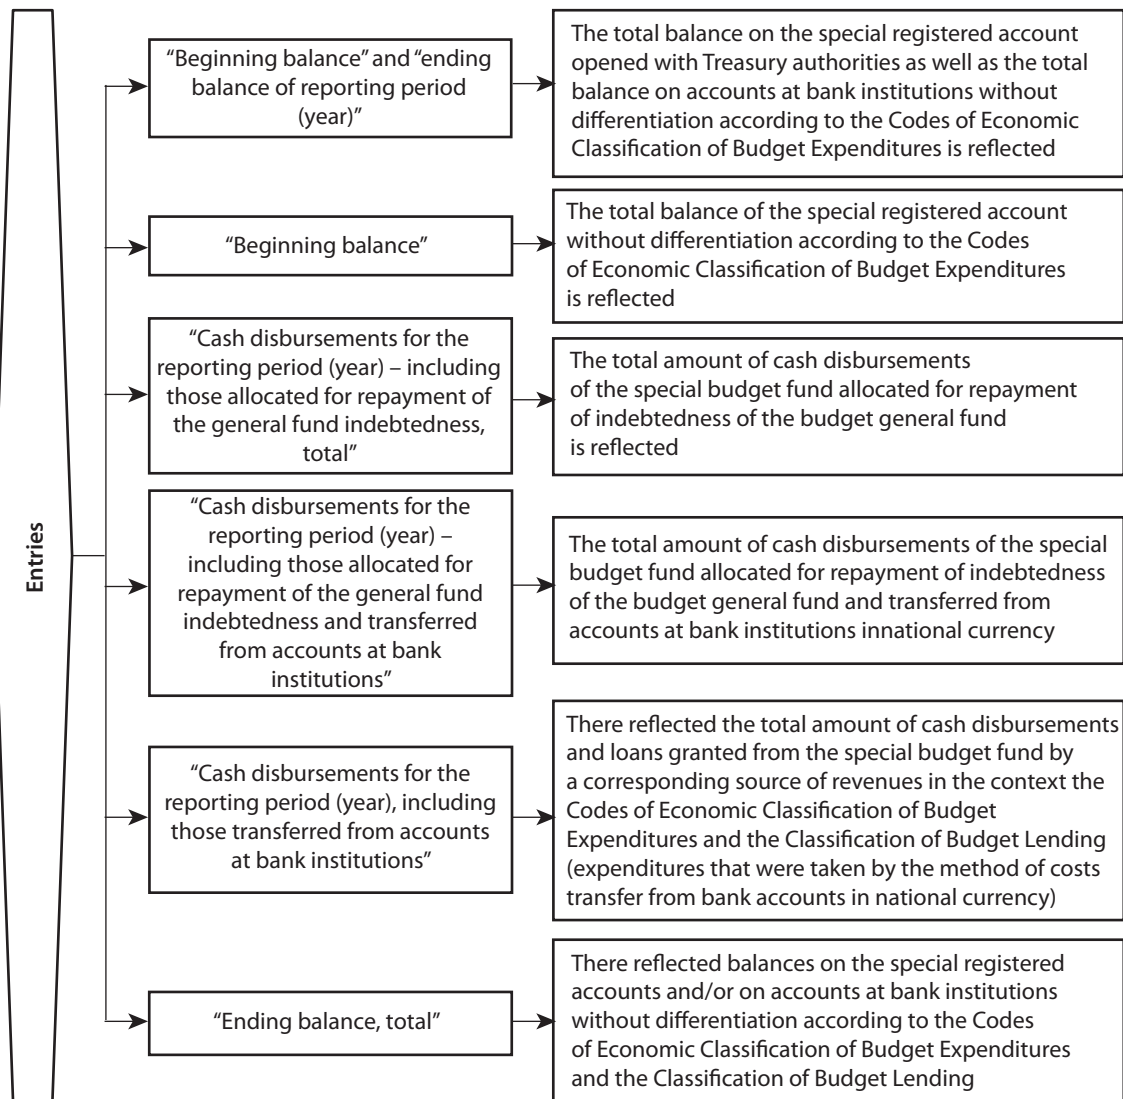 Entries
“Beginning balance” and “ending
balance of reporting period
(year)”
The total balance on the special registered account
opened with Treasury authorities as well as the total
balance on accounts at bank institutions without
differentiation according to the Codes of Economic
Classification of Budget Expenditures is reflected
“Beginning balance”
The total balance of the special registered account
without differentiation according to the Codes
of Economic Classification of Budget Expenditures
is reflected
“Cash disbursements for the
reporting period (year) – including
those allocated for repayment of
the general fund indebtedness,
total”
The total amount of cash disbursements
of the special budget fund allocated for repayment
of indebtedness of the budget general fund
is reflected
“Cash disbursements for the
reporting period (year) –
including those allocated for
repayment of the general fund
indebtedness and transferred
from accounts at bank
institutions”
The total amount of cash disbursements of the special
budget fund allocated for repayment of indebtedness
of the budget general fund and transferred from
accounts at bank institutions innational currency
“Cash disbursements for the
reporting period (year), including
those transferred from accounts
at bank institutions”
There reflected the total amount of cash disbursements
and loans granted from the special budget fund by
a corresponding source of revenues in the context the
Codes of Economic Classification of Budget
Expenditures and the Classification of Budget Lending
(expenditures that were taken by the method of costs
transfer from bank accounts in national currency)
“Ending balance, total”
There reflected balances on the special registered
accounts and/or on accounts at bank institutions
without differentiation according to the Codes
of Economic Classification of Budget Expenditures
and the Classification of Budget Lending